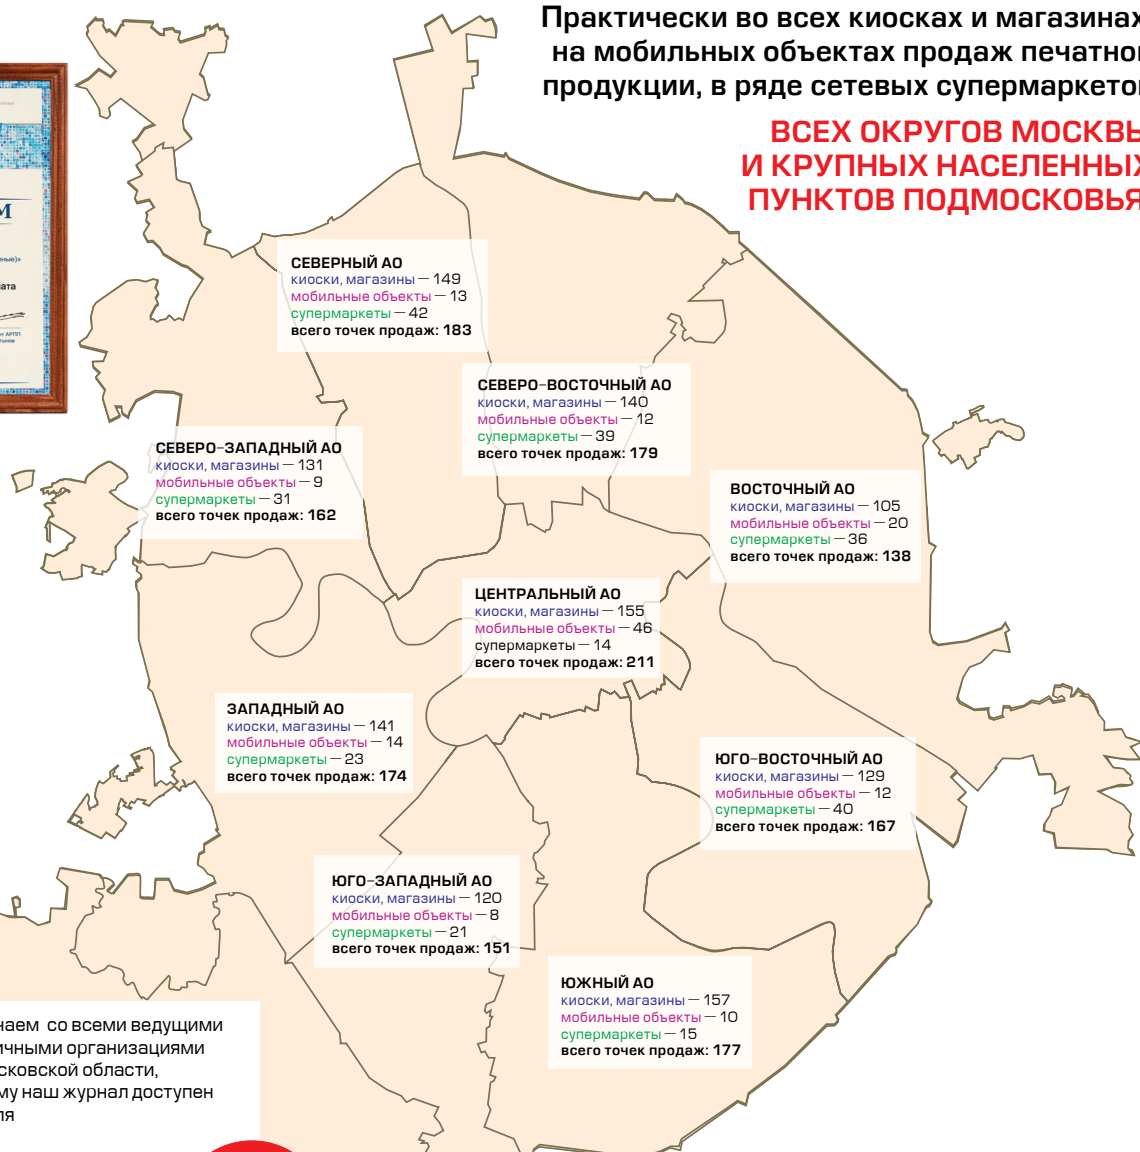 Практически во всех киосках и магазинах,
на мобильных объектах продаж печатной
продукции, в ряде сетевых супермаркетов
ВСЕХ ОКРУГОВ МОСКВЫ
И КРУПНЫХ НАСЕЛЕННЫХ
ПУНКТОВ ПОДМОСКОВЬЯ
СЕВЕРНЫЙ АО
киоски, магазины — 149
мобильные объекты — 13
супермаркеты — 42
всего точек продаж: 183
СЕВЕРО-ВОСТОЧНЫЙ АО
киоски, магазины — 140
мобильные объекты — 12
супермаркеты — 39
всего точек продаж: 179
СЕВЕРО-ЗАПАДНЫЙ АО
киоски, магазины — 131
мобильные объекты — 9
супермаркеты — 31
всего точек продаж: 162
ВОСТОЧНЫЙ АО
киоски, магазины — 105
мобильные объекты — 20
супермаркеты — 36
всего точек продаж: 138
ЦЕНТРАЛЬНЫЙ АО
киоски, магазины — 155
мобильные объекты — 46
супермаркеты — 14
всего точек продаж: 211
ЗАПАДНЫЙ АО
киоски, магазины — 141
мобильные объекты — 14
супермаркеты — 23
всего точек продаж: 174
ЮГО-ВОСТОЧНЫЙ АО
киоски, магазины — 129
мобильные объекты — 12
супермаркеты — 40
всего точек продаж: 167
ЮГО-ЗАПАДНЫЙ АО
киоски, магазины — 120
мобильные объекты — 8
супермаркеты — 21
всего точек продаж: 151
ЮЖНЫЙ АО
киоски, магазины — 157
мобильные объекты — 10
супермаркеты — 15
всего точек продаж: 177
чаем со всеми ведущими
ичными организациями
сковской области,
му наш журнал доступен
ля